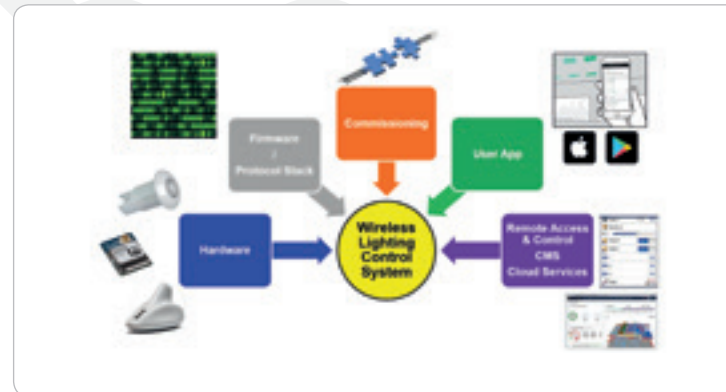 Commissioning
Firmware
/
Protocol Stack
User App
Hardware
Wireless
Lighting
Control
System
Remote Access
& Control
CMS
Cloud Services